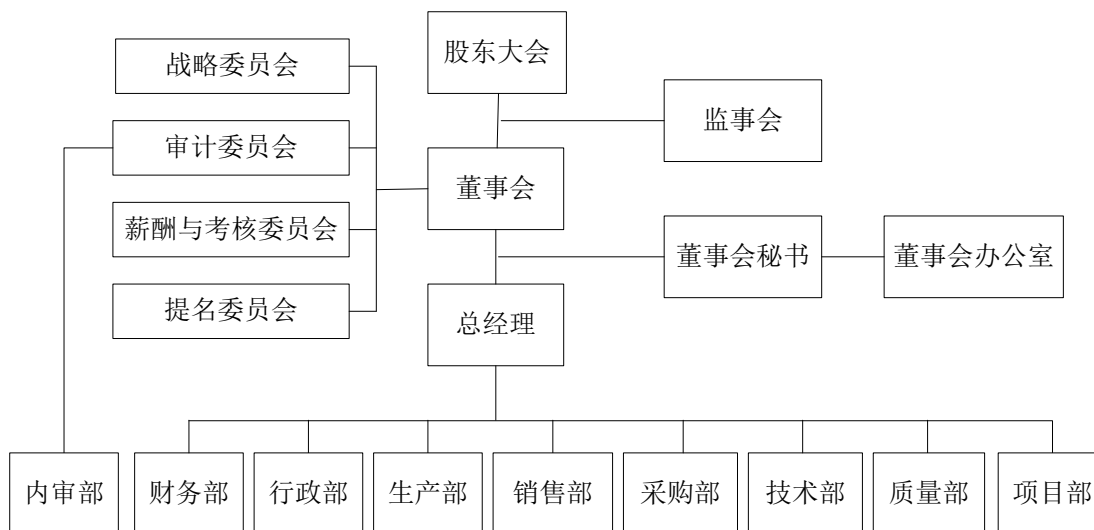 股东大会
战略委员会
监事会
审计委员会
董事会
薪酬与考核委员会
董事会秘书
董事会办公室
提名委员会
总经理
内审部
财务部
行政部
生产部
销售部
采购部
技术部
质量部
项目部